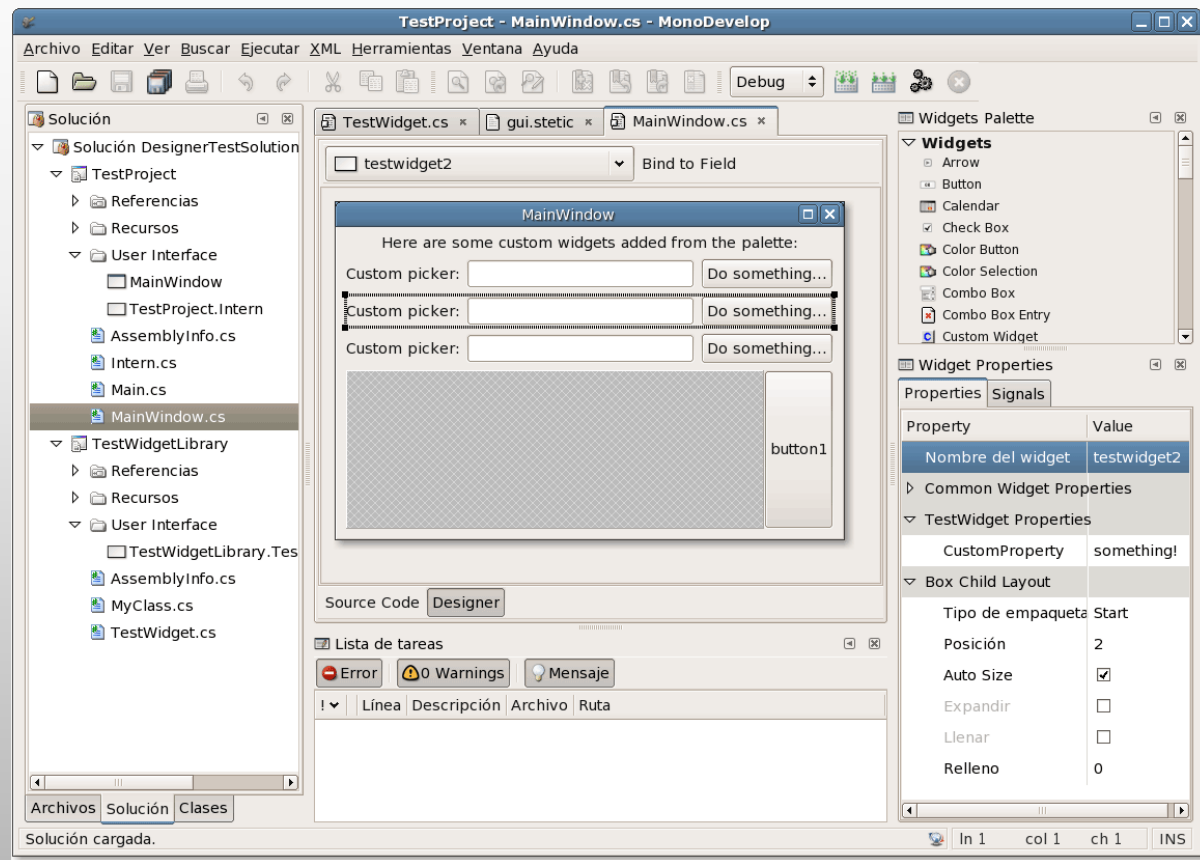 TestProject - MainWindow.cs - MonoDevelop
Archivo Editar Ver Buscar Ejecutar XML Herramientas Ventana Ayuda
Debug
Solución
Solución DesignerTestSolution
TestProject
Referencias
Recursos
User Interface
MainWindow
TestProject.Intern
AssemblyInfo.cs
Intern.cs
Main.cs
MainWindow.cs
TestWidgetLibrary
Referencias
Recursos
User Interface
TestWidgetLibrary.Tes
AssemblyInfo.cs
MyClass.cs
TestWidget.cs
Archivos Solución Clases
TestWidget.cs × gui.stetic × MainWindow.cs ×
testwidget2 Bind to Field
MainWindow
Here are some custom widgets added from the palette:
Custom picker: Do something...
Custom picker: Do something...
Custom picker: Do something...
button1
Source Code Designer
Lista de tareas
Error 0 Warnings Mensaje
! Línea Descripción Archivo Ruta
Widgets Palette
Widgets
Arrow
Button
Calendar
Check Box
Color Button
Color Selection
Combo Box
Combo Box Entry
Custom Widget
Widget Properties
Properties Signals
Property Value
Nombre del widget testwidget2
Common Widget Properties
TestWidget Properties
CustomProperty something!
Box Child Layout
Tipo de empaqueta Start
Posición 2
Auto Size
Expandir
Llenar
Relleno 0
Solución cargada. ln 1 col 1 ch 1 INS